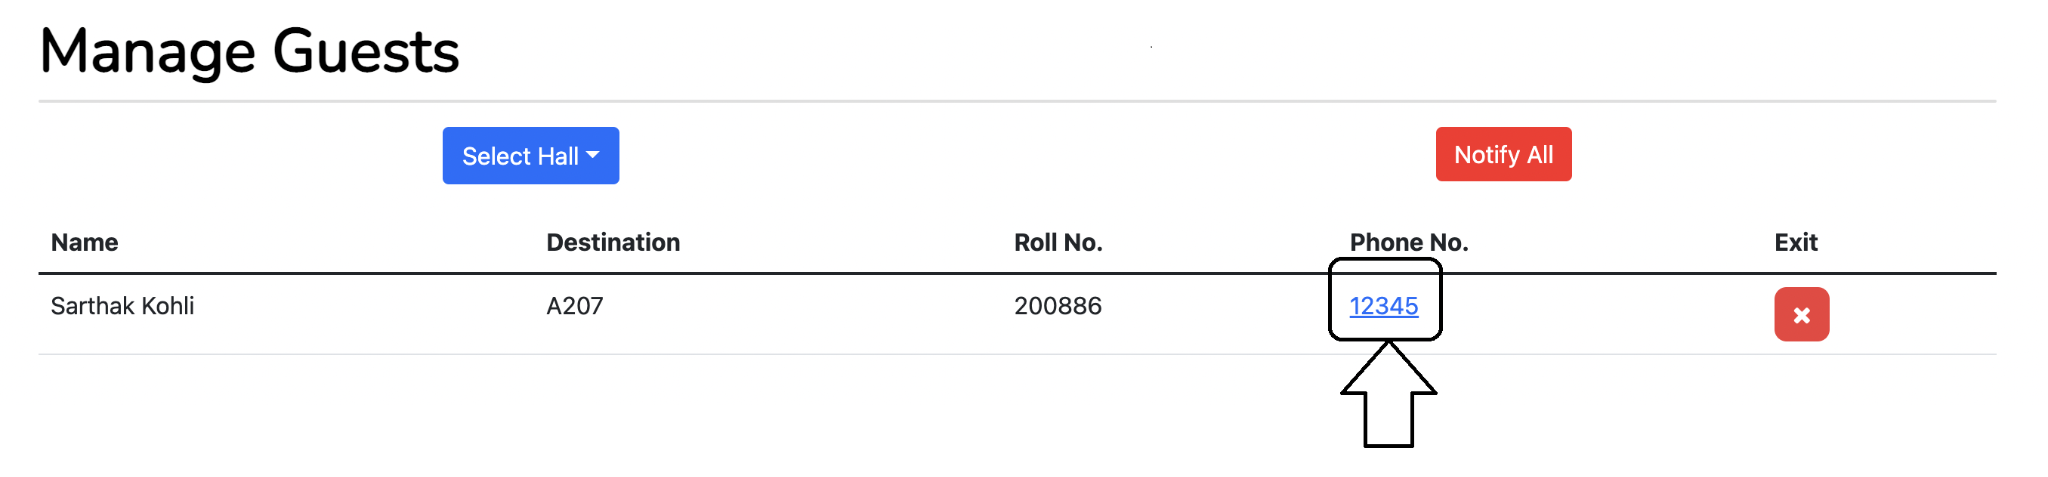 Manage Guests
Select Hall Notify All
Name Destination Roll No. Phone No. Exit
Sarthak Kohli A207 200886 12345